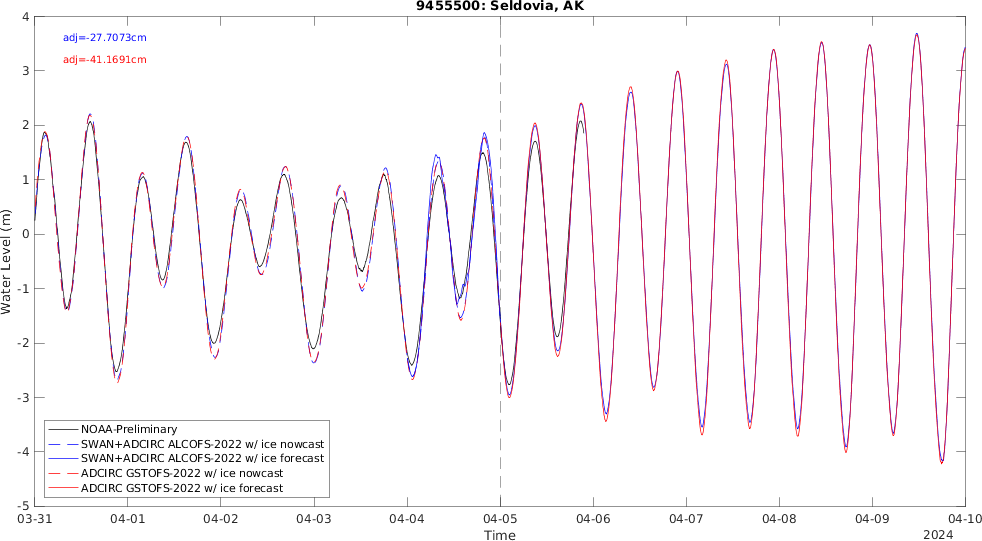 9455500: Seldovia, AK
adj=-27.7073cm
adj=-41.1691cm
4
3
2
1
0
-1
-2
-3
-4
-5
Water Level (m)
NOAA-Preliminary
SWAN+ADCIRC ALCOFS-2022 w/ ice nowcast
SWAN+ADCIRC ALCOFS-2022 w/ ice forecast
ADCIRC GSTOFS-2022 w/ ice nowcast
ADCIRC GSTOFS-2022 w/ ice forecast
03-31 04-01 04-02 04-03 04-04 04-05 04-06 04-07 04-08 04-09 04-10
Time
2024